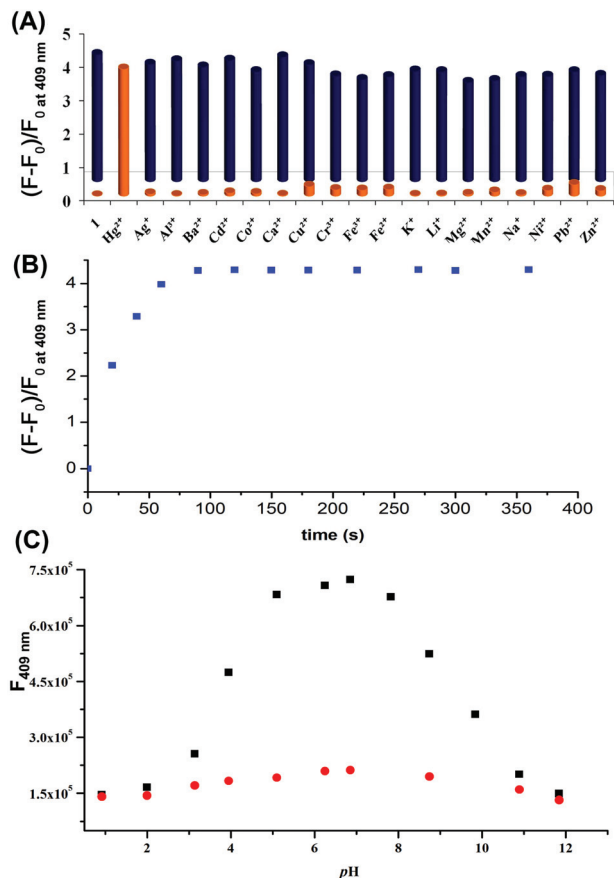 (A)
(F-F₀)/F₀ at 409 nm
5
4
3
2
1
0
1 Hg²⁺ Ag⁺ Al³⁺ Ba²⁺ Cd²⁺ Co²⁺ Ca²⁺ Cu²⁺ Cr³⁺ Fe³⁺ Fe²⁺ K⁺ Li⁺ Mg²⁺ Mn²⁺ Na⁺ Ni²⁺ Pb²⁺ Zn²⁺
(B)
(F-F₀)/F₀ at 409 nm
4
3
2
1
0
0 50 100 150 200 250 300 350 400
time (s)
(C)
F409 nm
7.5x10⁵
6.0x10⁵
4.5x10⁵
3.0x10⁵
1.5x10⁵
2 4 6 8 10 12
pH